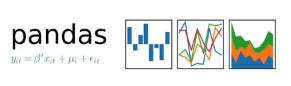 pandas
y_{it} = β'x_{it} + μ_i + ε_{it}